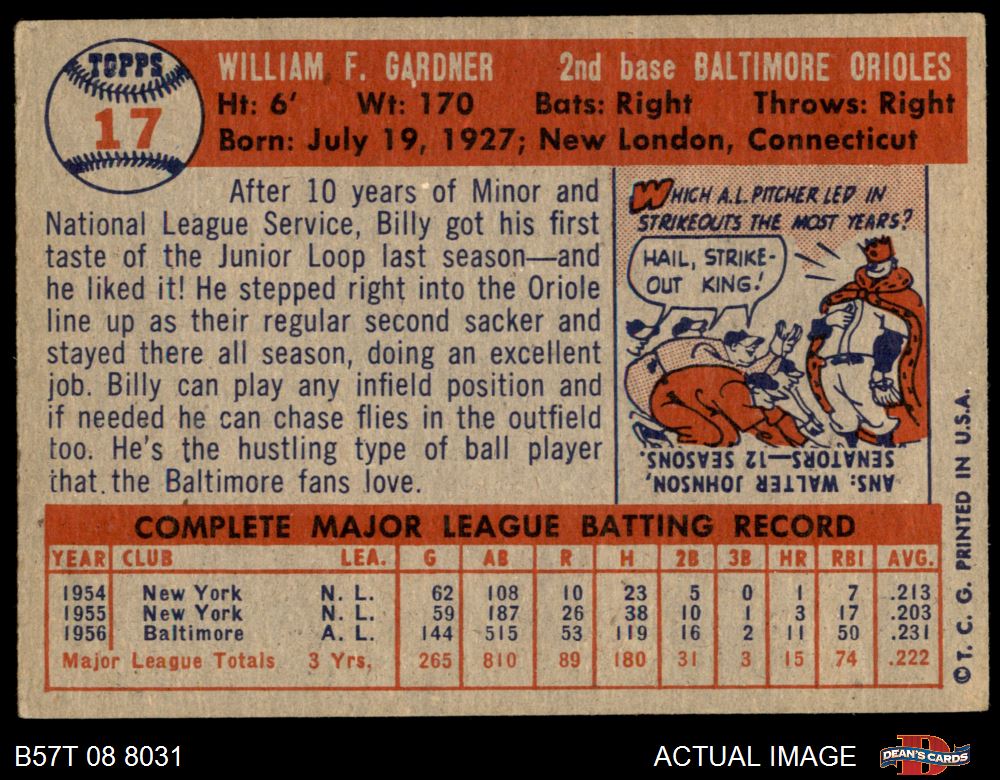 TOPPS
17
WILLIAM F. GARDNER 2nd base BALTIMORE ORIOLES
Ht: 6' Wt: 170 Bats: Right Throws: Right
Born: July 19, 1927; New London, Connecticut
After 10 years of Minor and
National League Service, Billy got his first
taste of the Junior Loop last season—and
he liked it! He stepped right into the Oriole
line up as their regular second sacker and
stayed there all season, doing an excellent
job. Billy can play any infield position and
if needed he can chase flies in the outfield
too. He's the hustling type of ball player
that the Baltimore fans love.
WHICH A.L. PITCHER LED IN
STRIKEOUTS THE MOST YEARS?
HAIL, STRIKE-
OUT KING!
ANS: WALTER JOHNSON,
SENATORS—12 SEASONS.
COMPLETE MAJOR LEAGUE BATTING RECORD
YEAR CLUB LEA. G AB R H 2B 3B HR RBI AVG.
1954 New York N. L. 62 108 10 23 5 0 1 7 .213
1955 New York N. L. 59 187 26 38 10 1 3 17 .203
1956 Baltimore A. L. 144 515 53 119 16 2 11 50 .231
Major League Totals 3 Yrs. 265 810 89 180 31 3 15 74 .222
©T. C. G. PRINTED IN U.S.A.
B57T 08 8031
ACTUAL IMAGE
DEAN'S CARDS